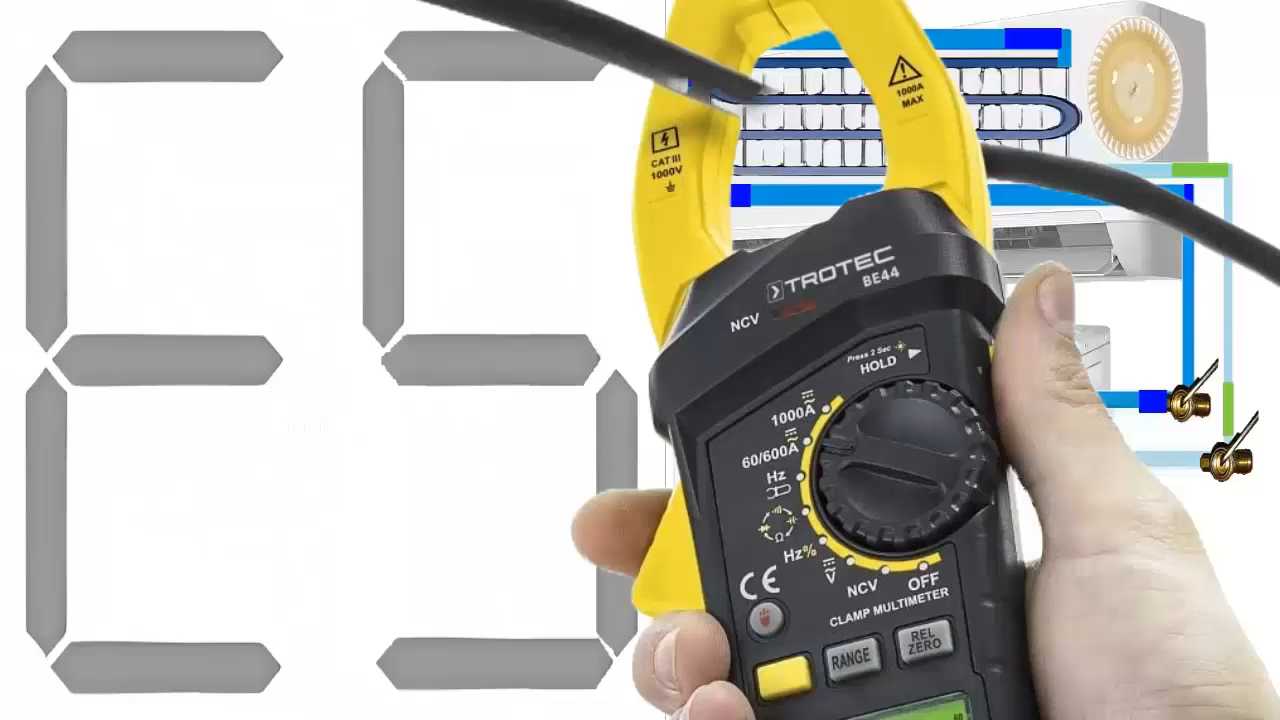 E5
1000A
MAX
CAT III
1000V
TROTEC
BE44
NCV
Press 2 Sec
HOLD
1000A
60/600A
Hz
Ω
Hz%
V
NCV
OFF
CE
CLAMP MULTIMETER
RANGE
REL
ZERO
60